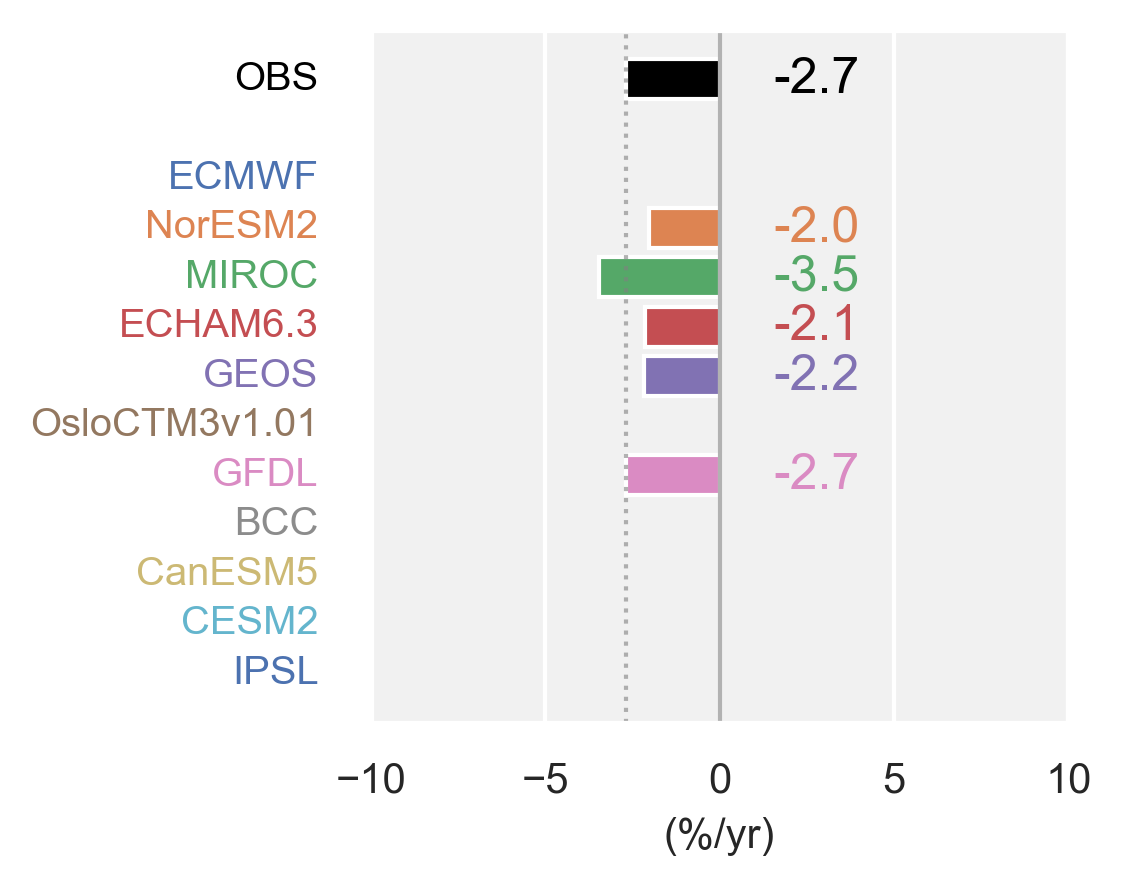 OBS -2.7
ECMWF
NorESM2 -2.0
MIROC -3.5
ECHAM6.3 -2.1
GEOS -2.2
OsloCTM3v1.01
GFDL -2.7
BCC
CanESM5
CESM2
IPSL
−10 −5 0 5 10
(%/yr)